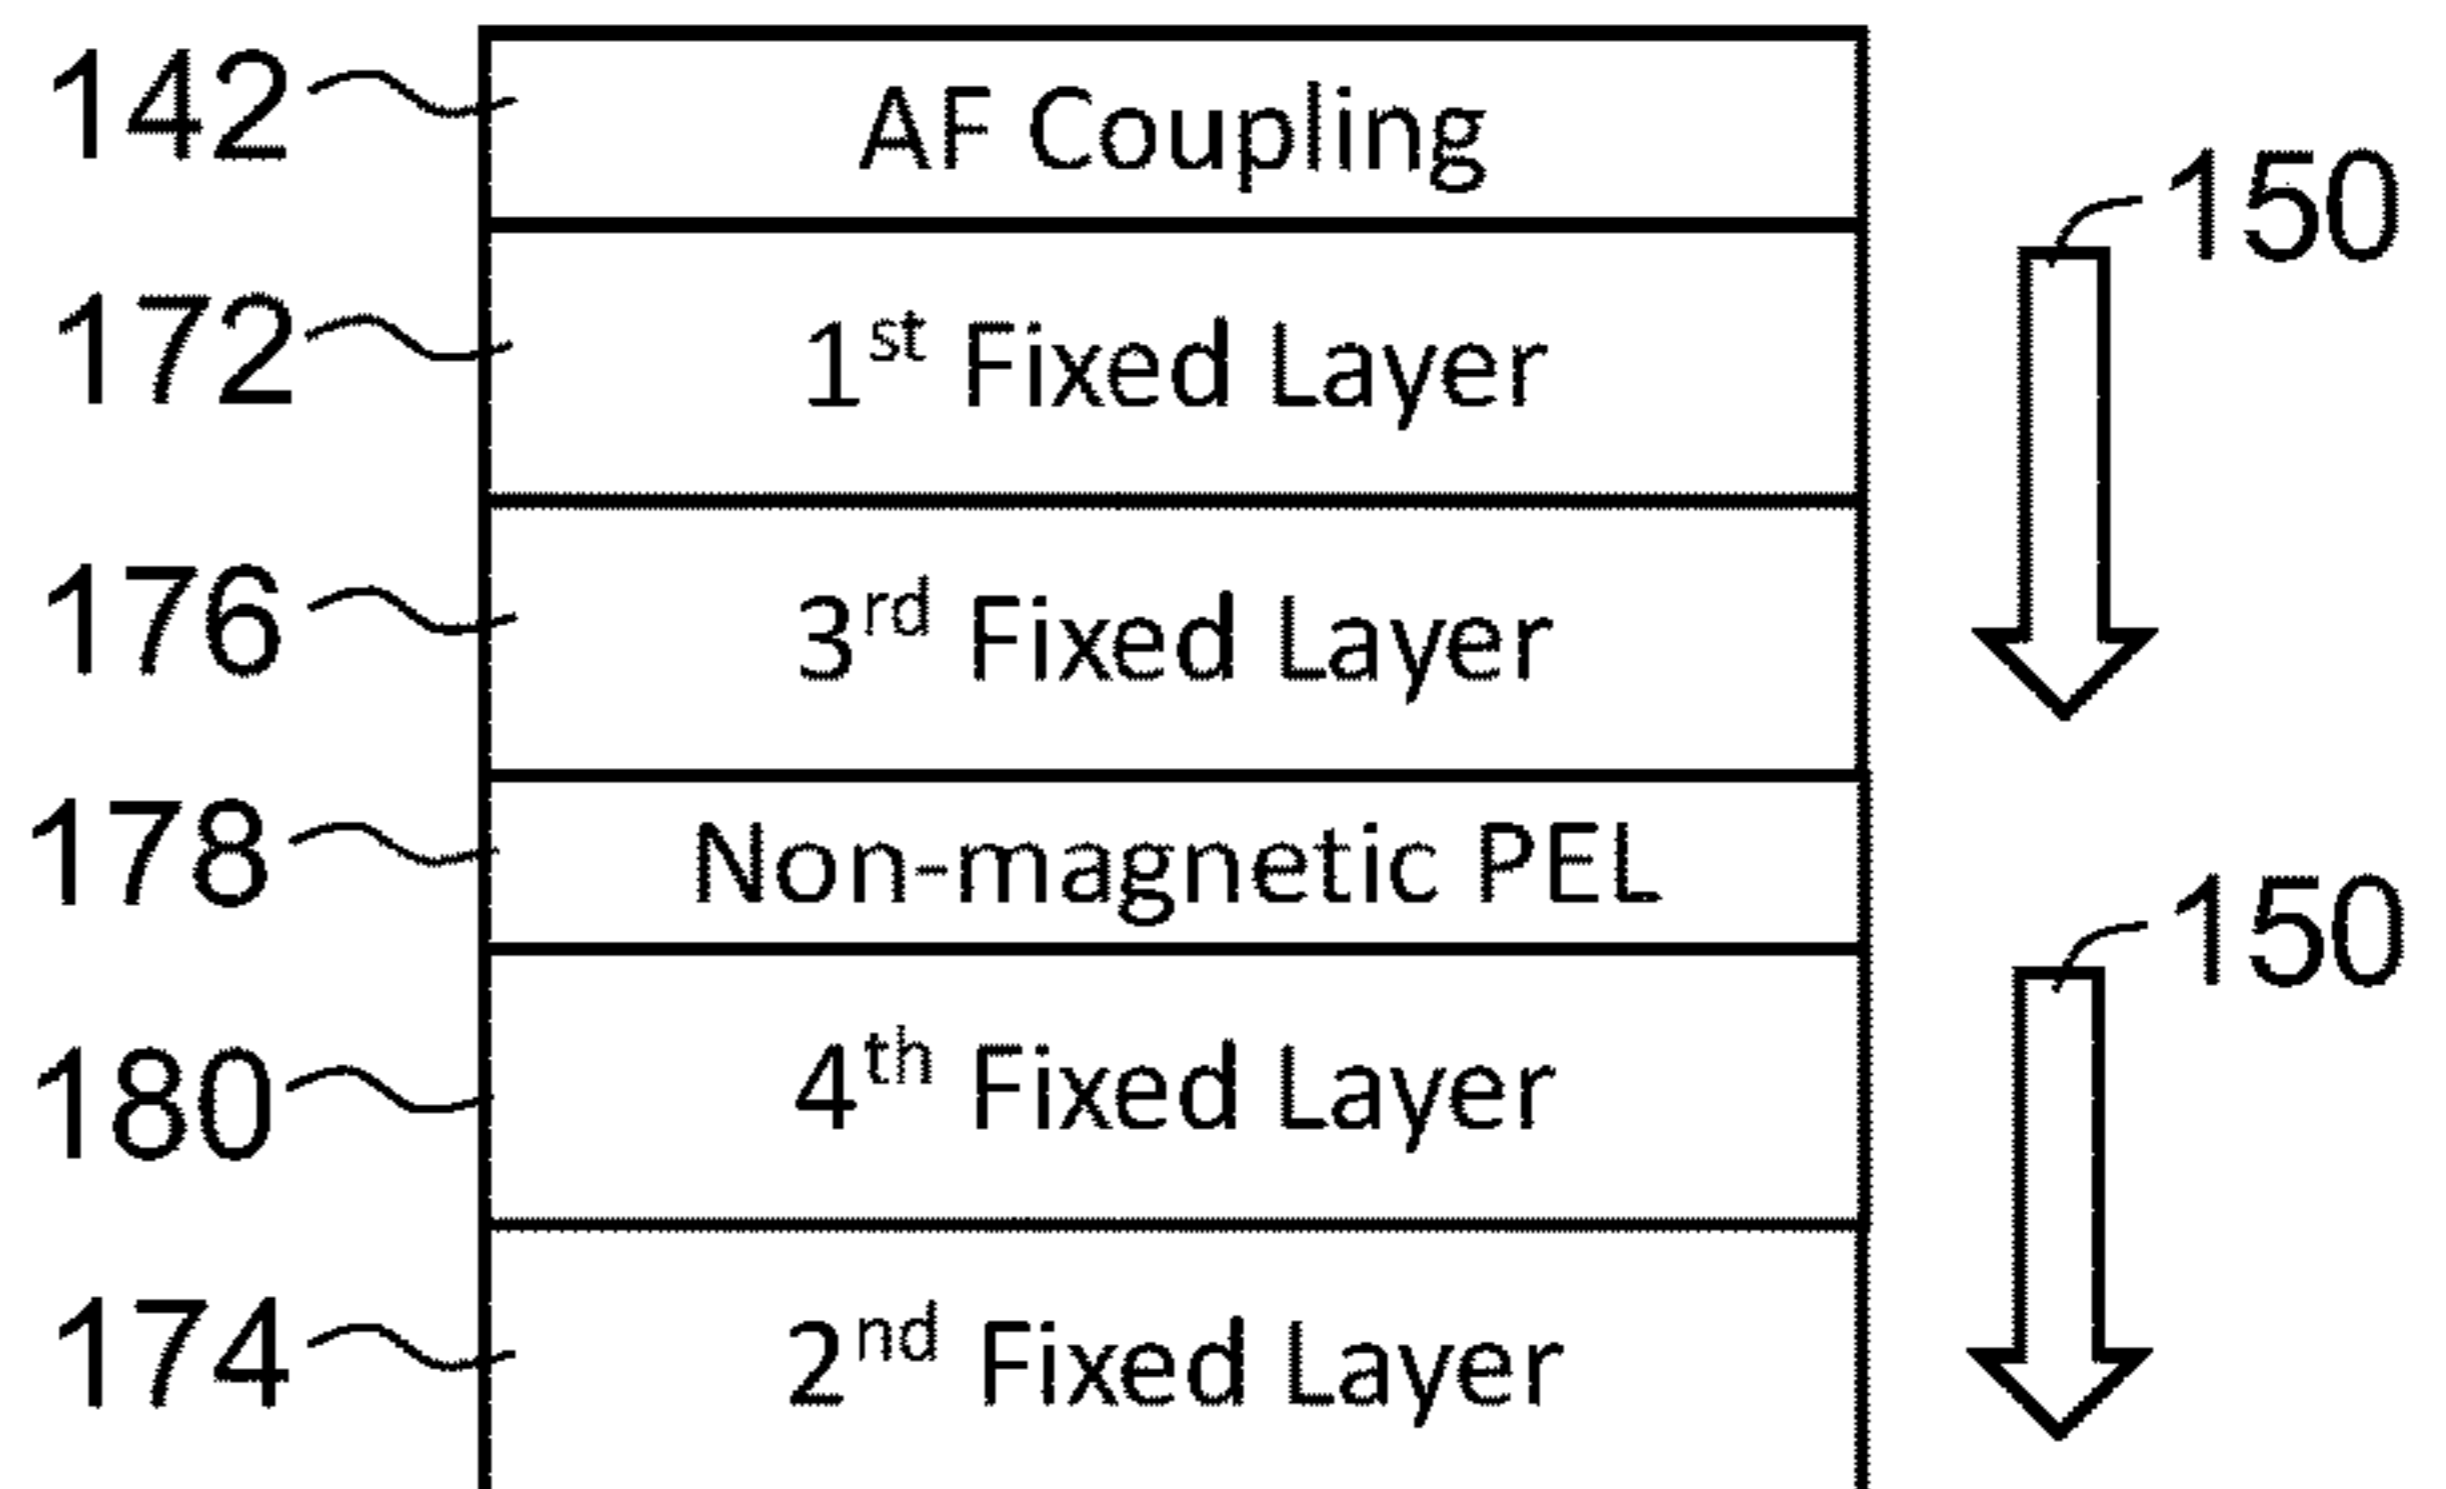 142 AF Coupling
150
172 1st Fixed Layer
176 3rd Fixed Layer
178 Non-magnetic PEL
150
180 4th Fixed Layer
174 2nd Fixed Layer